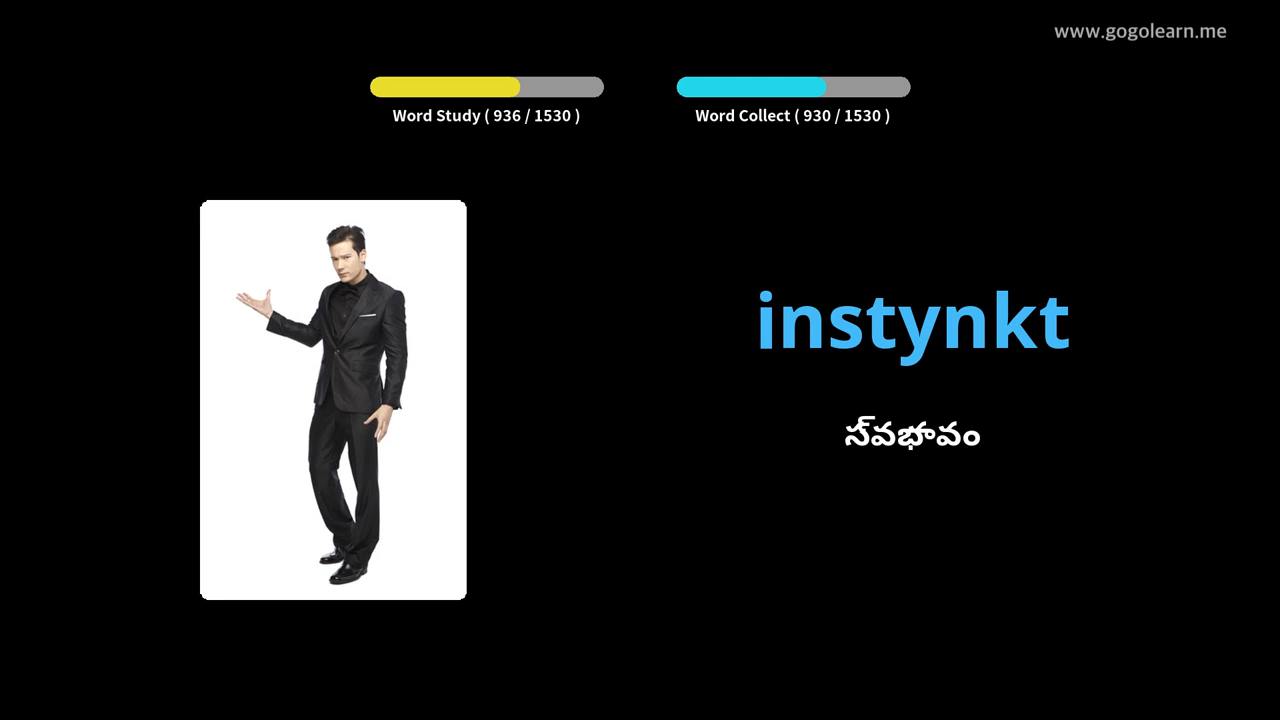 www.gogolearn.me
Word Study ( 936 / 1530 )
Word Collect ( 930 / 1530 )
instynkt
స్‌వభావం